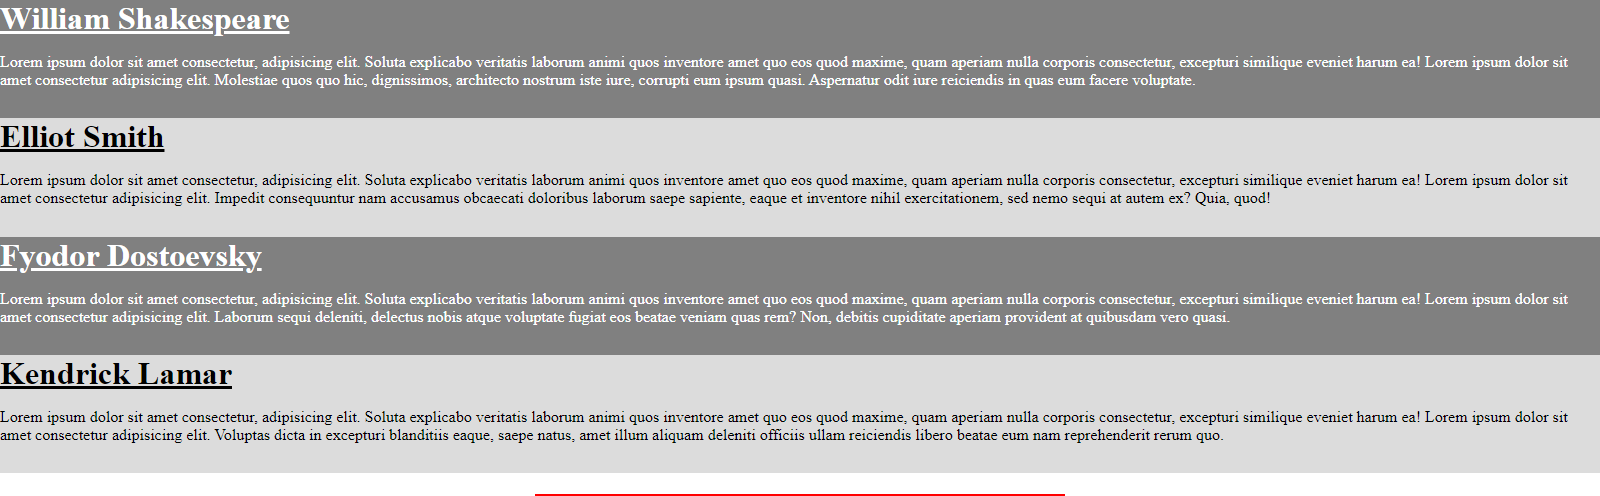 William Shakespeare
Lorem ipsum dolor sit amet consectetur, adipisicing elit. Soluta explicabo veritatis laborum animi quos inventore amet quo eos quod maxime, quam aperiam nulla corporis consectetur, excepturi similique eveniet harum ea! Lorem ipsum dolor sit
amet consectetur adipisicing elit. Molestiae quos quo hic, dignissimos, architecto nostrum iste iure, corrupti eum ipsum quasi. Aspernatur odit iure reiciendis in quas eum facere voluptate.
Elliot Smith
Lorem ipsum dolor sit amet consectetur, adipisicing elit. Soluta explicabo veritatis laborum animi quos inventore amet quo eos quod maxime, quam aperiam nulla corporis consectetur, excepturi similique eveniet harum ea! Lorem ipsum dolor sit
amet consectetur adipisicing elit. Impedit consequuntur nam accusamus obcaecati doloribus laborum saepe sapiente, eaque et inventore nihil exercitationem, sed nemo sequi at autem ex? Quia, quod!
Fyodor Dostoevsky
Lorem ipsum dolor sit amet consectetur, adipisicing elit. Soluta explicabo veritatis laborum animi quos inventore amet quo eos quod maxime, quam aperiam nulla corporis consectetur, excepturi similique eveniet harum ea! Lorem ipsum dolor sit
amet consectetur adipisicing elit. Laborum sequi deleniti, delectus nobis atque voluptate fugiat eos beatae veniam quas rem? Non, debitis cupiditate aperiam provident at quibusdam vero quasi.
Kendrick Lamar
Lorem ipsum dolor sit amet consectetur, adipisicing elit. Soluta explicabo veritatis laborum animi quos inventore amet quo eos quod maxime, quam aperiam nulla corporis consectetur, excepturi similique eveniet harum ea! Lorem ipsum dolor sit
amet consectetur adipisicing elit. Voluptas dicta in excepturi blanditiis eaque, saepe natus, amet illum aliquam deleniti officiis ullam reiciendis libero beatae eum nam reprehenderit rerum quo.